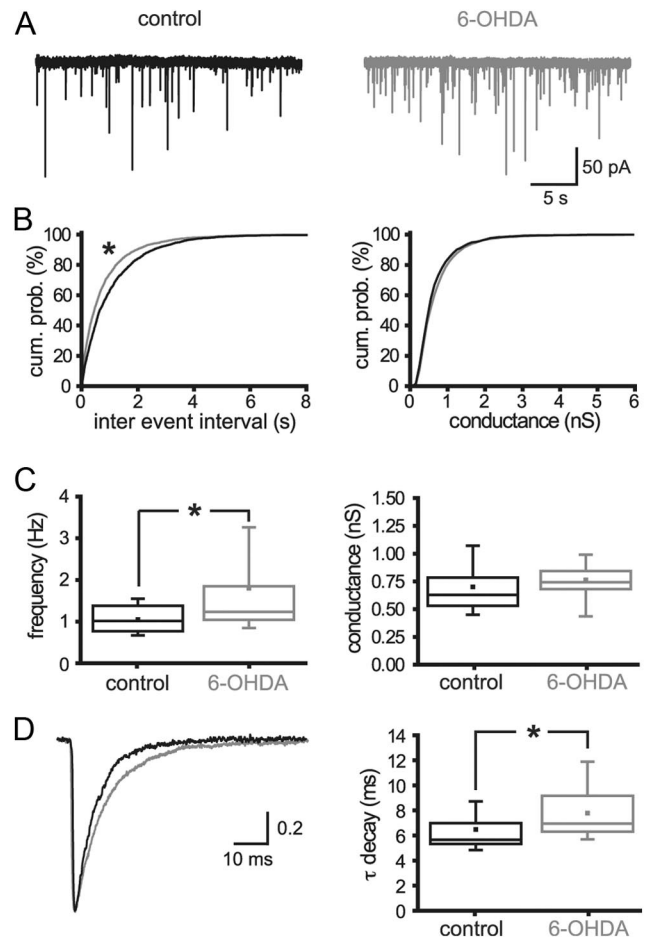 A
control
6-OHDA
50 pA
5 s
B
cum. prob. (%)
100
80
60
40
20
0
*
0 2 4 6 8
inter event interval (s)
cum. prob. (%)
100
80
60
40
20
0
0 1 2 3 4 5 6
conductance (nS)
C
frequency (Hz)
4
3
2
1
0
*
control 6-OHDA
conductance (nS)
1.50
1.25
1.00
0.75
0.50
0.25
0.00
control 6-OHDA
D
0.2
10 ms
τ decay (ms)
14
12
10
8
6
4
2
0
*
control 6-OHDA